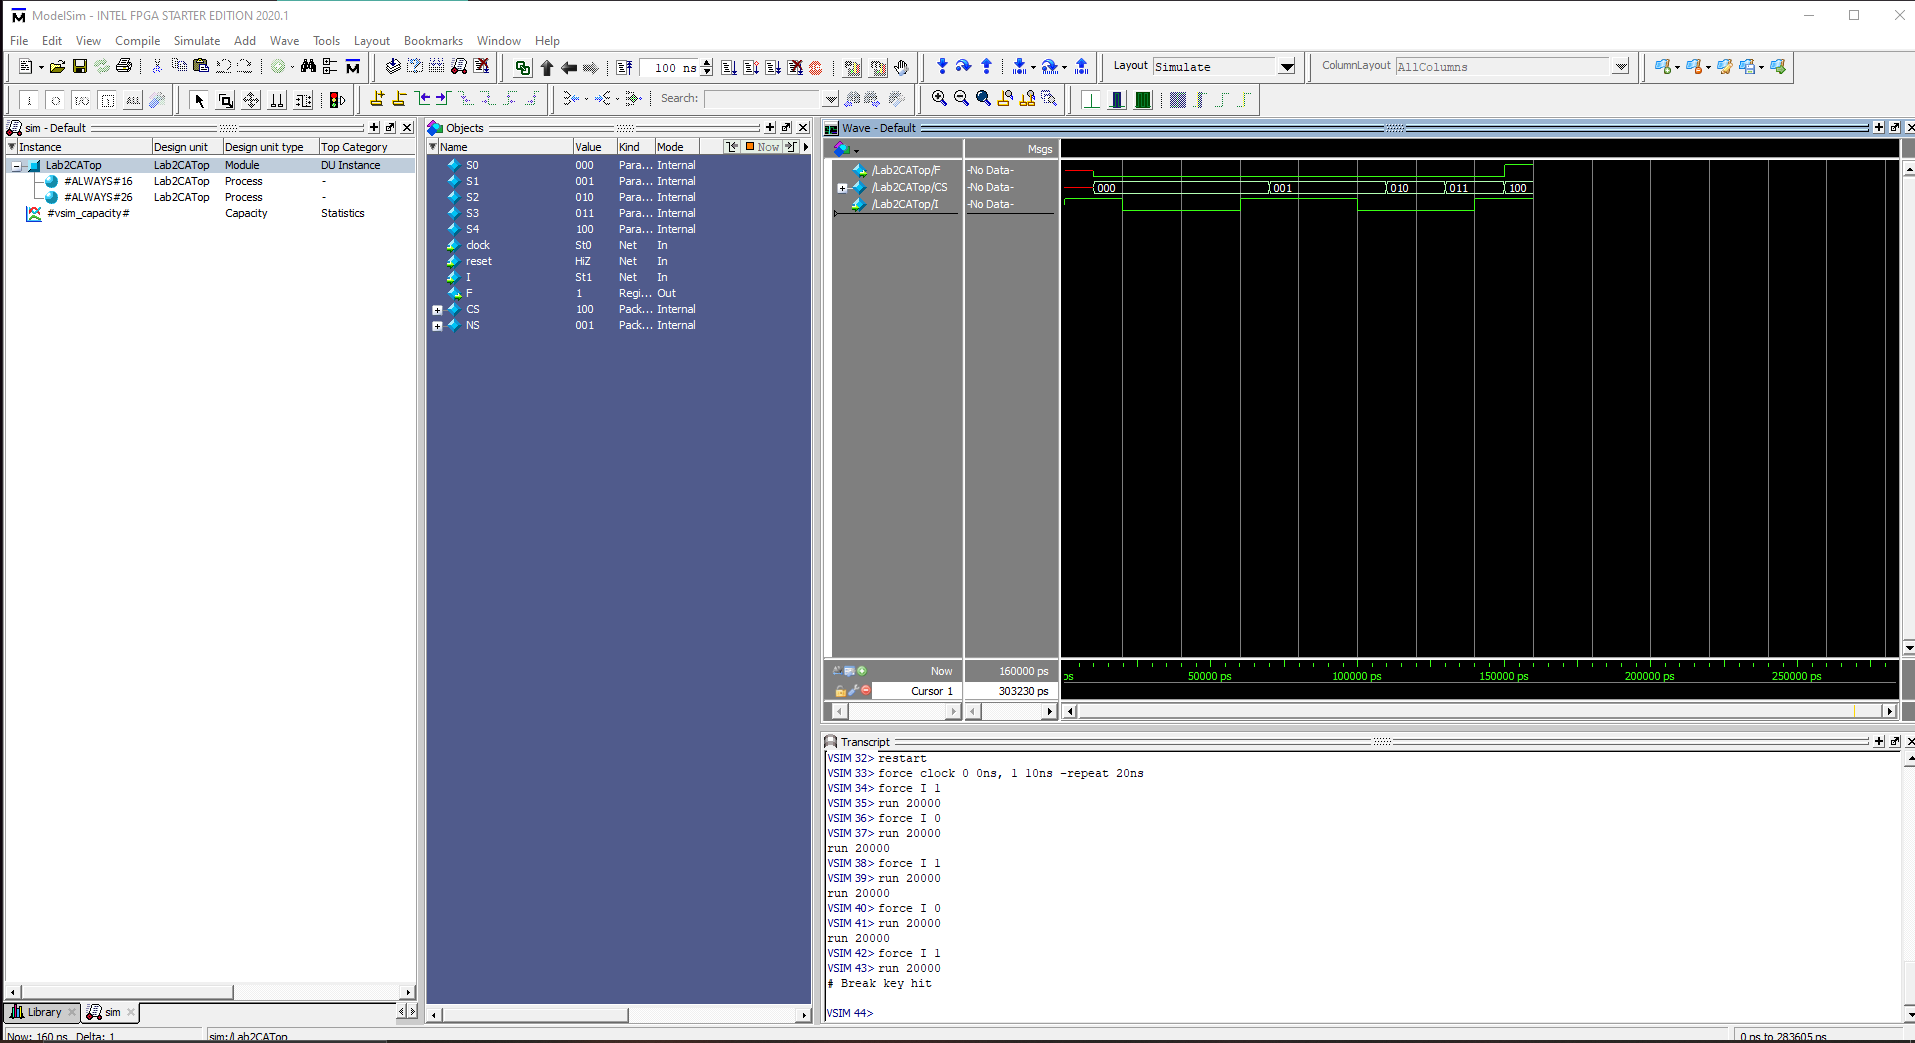 ModelSim - INTEL FPGA STARTER EDITION 2020.1
File Edit View Compile Simulate Add Wave Tools Layout Bookmarks Window Help
100 ns
Layout Simulate
ColumnLayout AllColumns
Search:
sim - Default
Instance Design unit Design unit type Top Category
Lab2CATop Lab2CATop Module DU Instance
#ALWAYS#16 Lab2CATop Process -
#ALWAYS#26 Lab2CATop Process -
#vsim_capacity# Capacity Statistics
Library
sim
Objects
Name Value Kind Mode Now
S0 000 Para... Internal
S1 001 Para... Internal
S2 010 Para... Internal
S3 011 Para... Internal
S4 100 Para... Internal
clock St0 Net In
reset HiZ Net In
I St1 Net In
F 1 Regi... Out
CS 100 Pack... Internal
NS 001 Pack... Internal
Wave - Default
Msgs
/Lab2CATop/F -No Data-
/Lab2CATop/CS -No Data- 000 001 010 011 100
/Lab2CATop/I -No Data-
Now 160000 ps
ps 50000 ps 100000 ps 150000 ps 200000 ps 250000 ps
Cursor 1 303230 ps
Transcript
VSIM 32> restart
VSIM 33> force clock 0 0ns, 1 10ns -repeat 20ns
VSIM 34> force I 1
VSIM 35> run 20000
VSIM 36> force I 0
VSIM 37> run 20000
run 20000
VSIM 38> force I 1
VSIM 39> run 20000
run 20000
VSIM 40> force I 0
VSIM 41> run 20000
run 20000
VSIM 42> force I 1
VSIM 43> run 20000
# Break key hit
VSIM 44>
Now: 160 ns Delta: 1
sim:/Lab2CATop
0 ps to 283605 ps